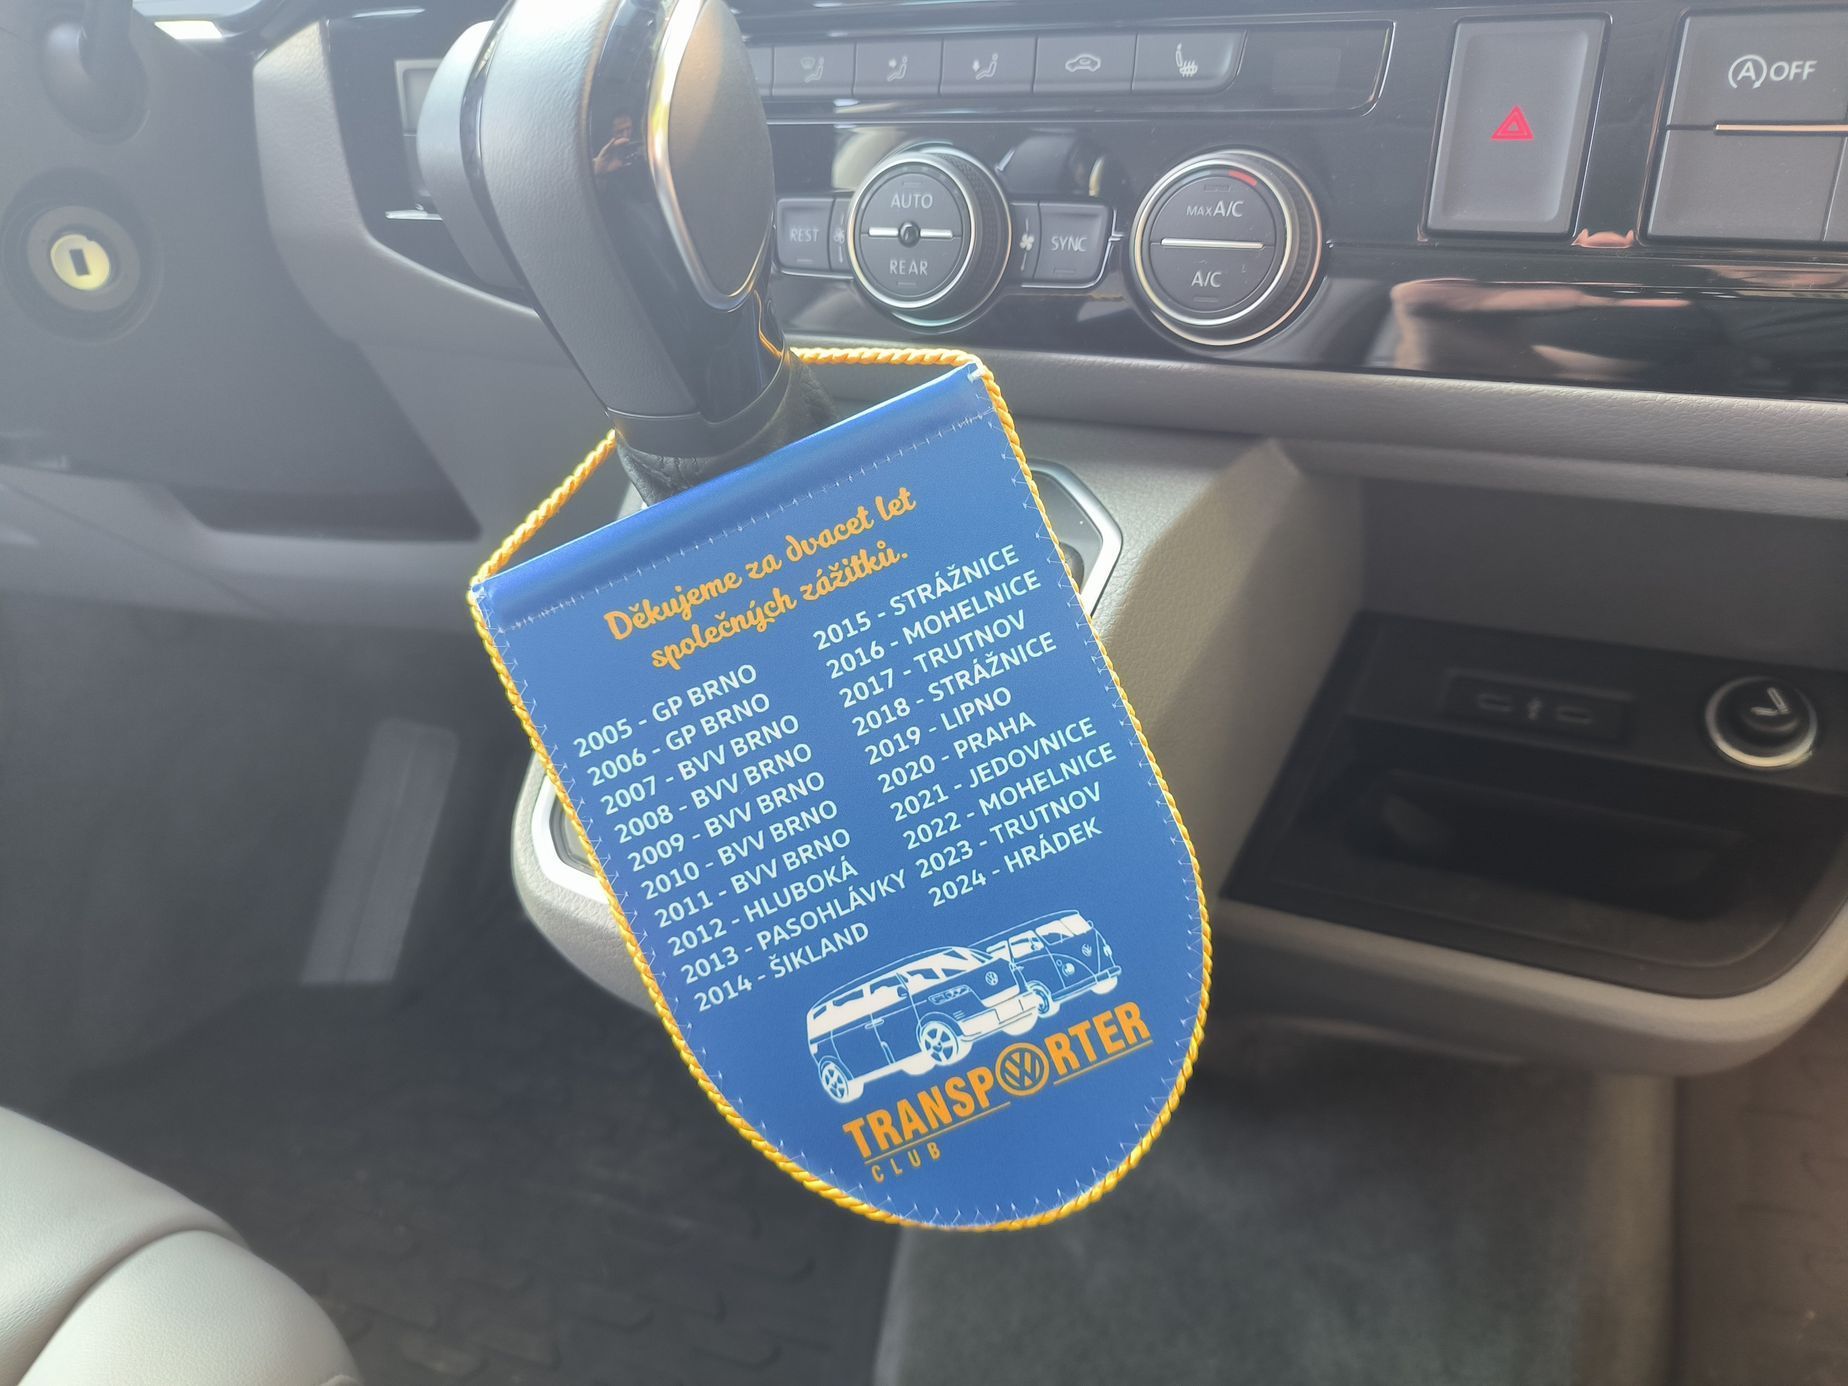 OFF
AUTO
REAR
REST
SYNC
MAX A/C
A/C
Děkujeme za dvacet let
společných zážitků.
2005 - GP BRNO
2006 - GP BRNO
2007 - BVV BRNO
2008 - BVV BRNO
2009 - BVV BRNO
2010 - BVV BRNO
2011 - BVV BRNO
2012 - HLUBOKÁ
2013 - PASOHLÁVKY
2014 - ŠIKLAND
2015 - STRÁŽNICE
2016 - MOHELNICE
2017 - TRUTNOV
2018 - STRÁŽNICE
2019 - LIPNO
2020 - PRAHA
2021 - JEDOVNICE
2022 - MOHELNICE
2023 - TRUTNOV
2024 - HRÁDEK
TRANSPORTER
CLUB